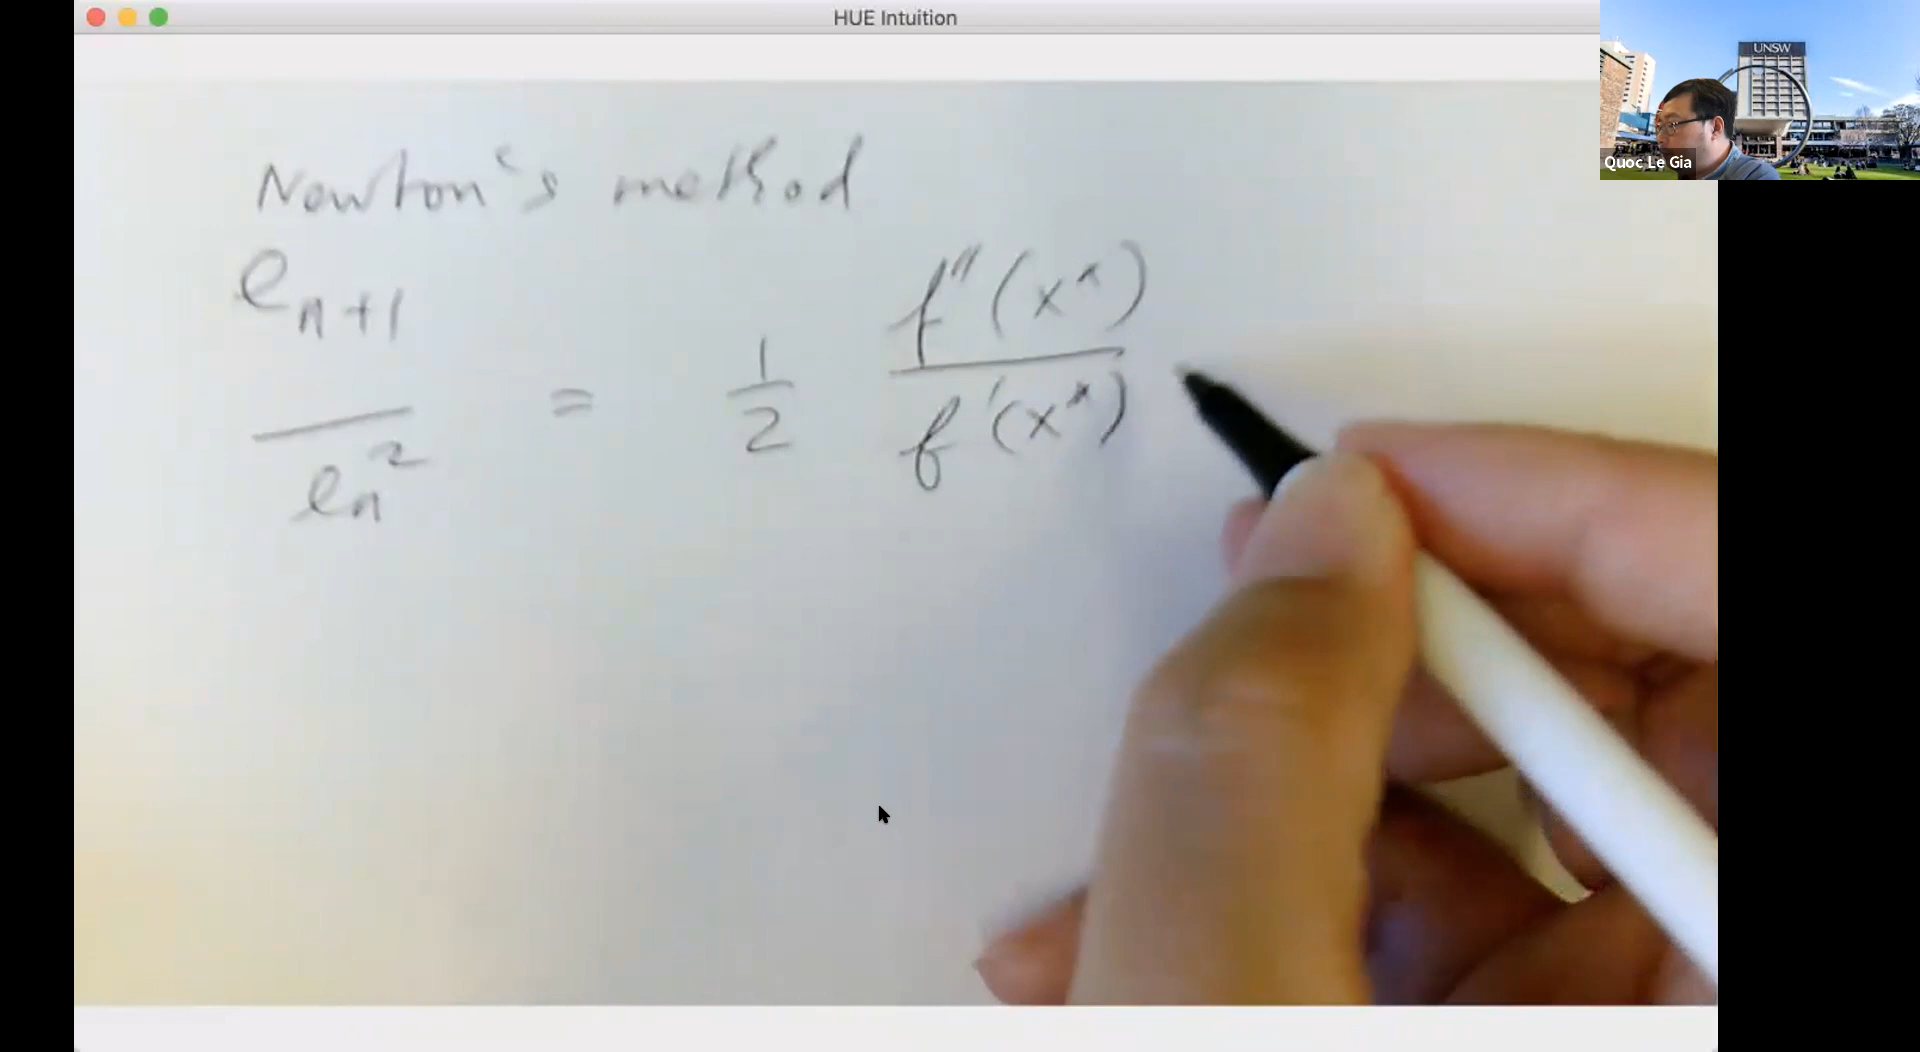 HUE Intuition
UNSW
Quoc Le Gia
Newton's method
e_{n+1} / e_n^2 = 1/2 f''(x*) / f'(x*)